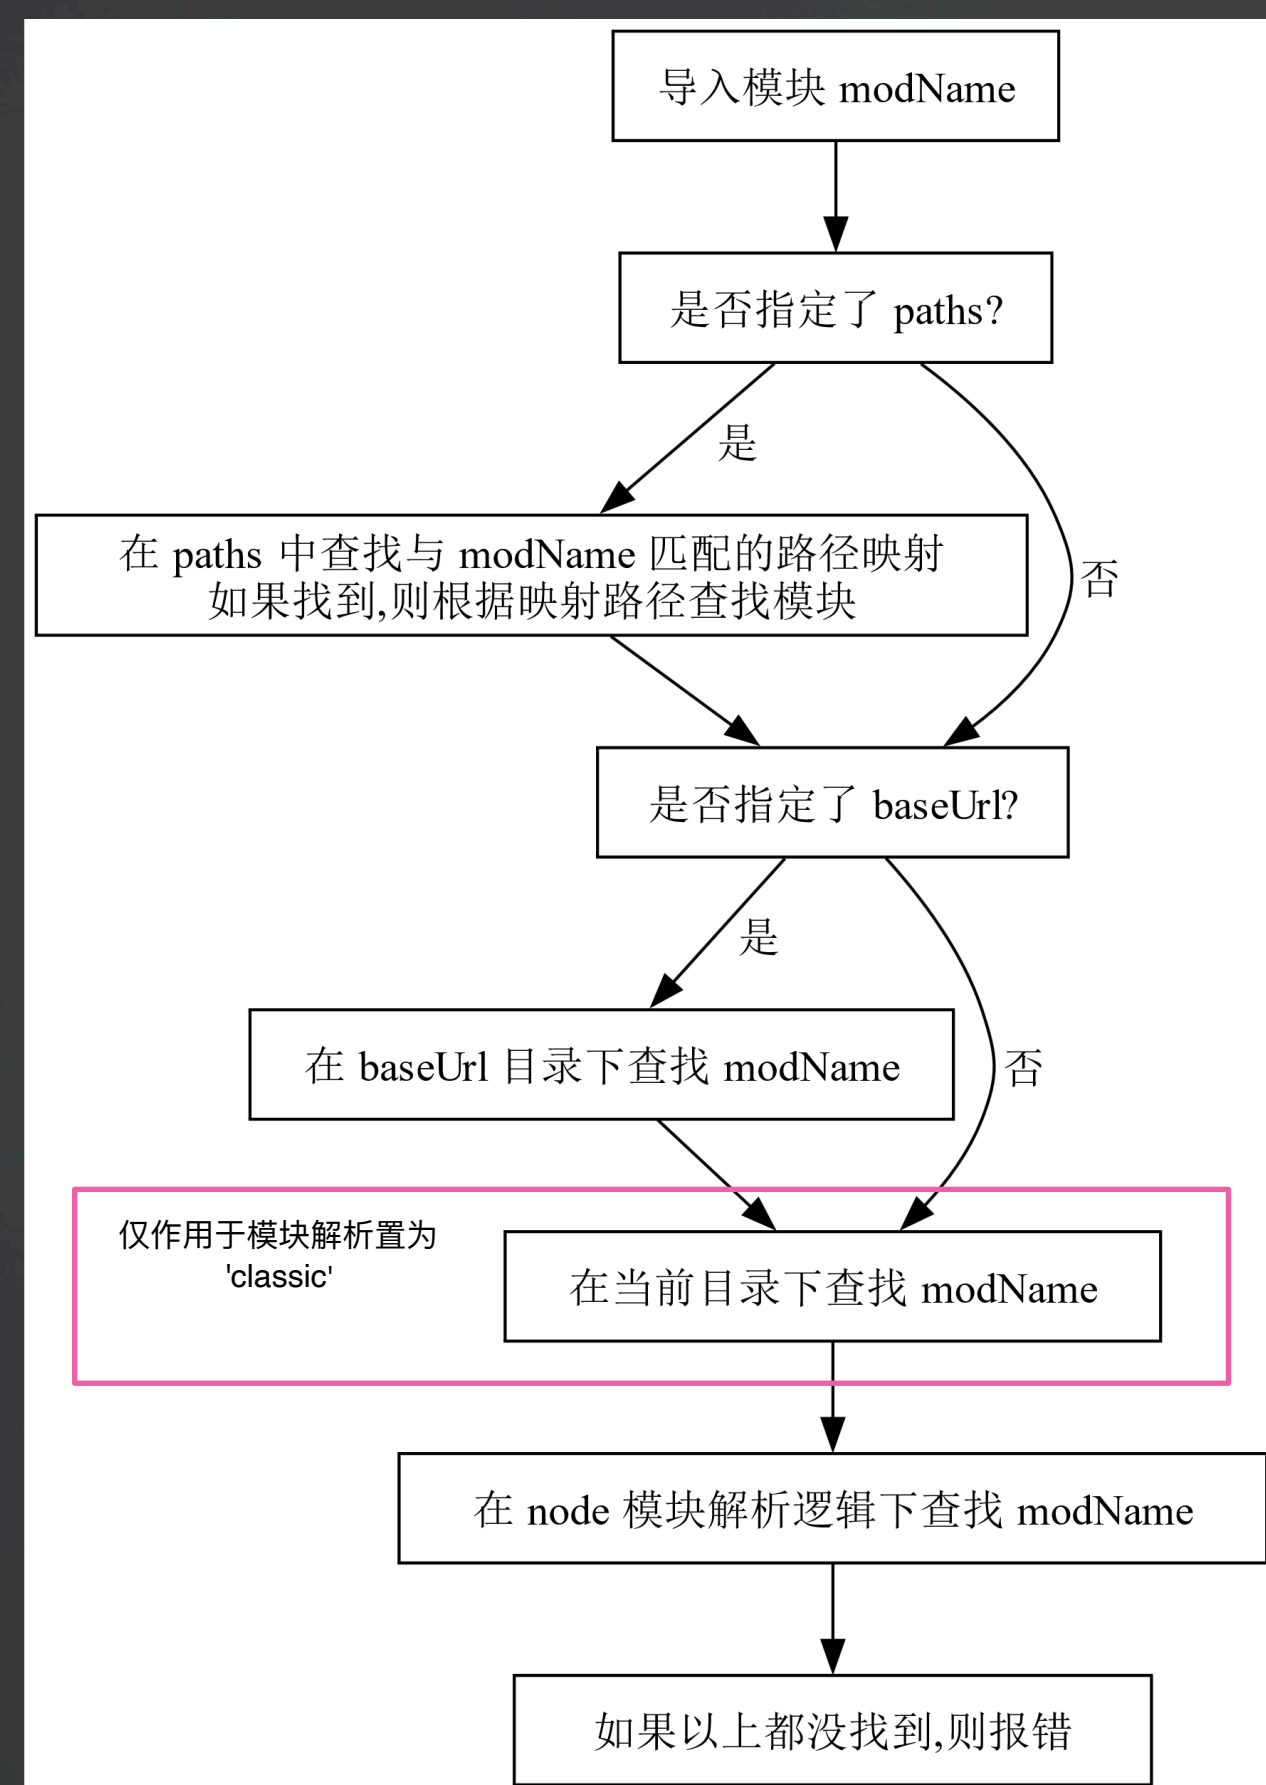 导入模块 modName
是否指定了 paths?
是
在 paths 中查找与 modName 匹配的路径映射
如果找到,则根据映射路径查找模块
否
是否指定了 baseUrl?
是
在 baseUrl 目录下查找 modName
否
仅作用于模块解析置为
'classic'
在当前目录下查找 modName
在 node 模块解析逻辑下查找 modName
如果以上都没找到,则报错